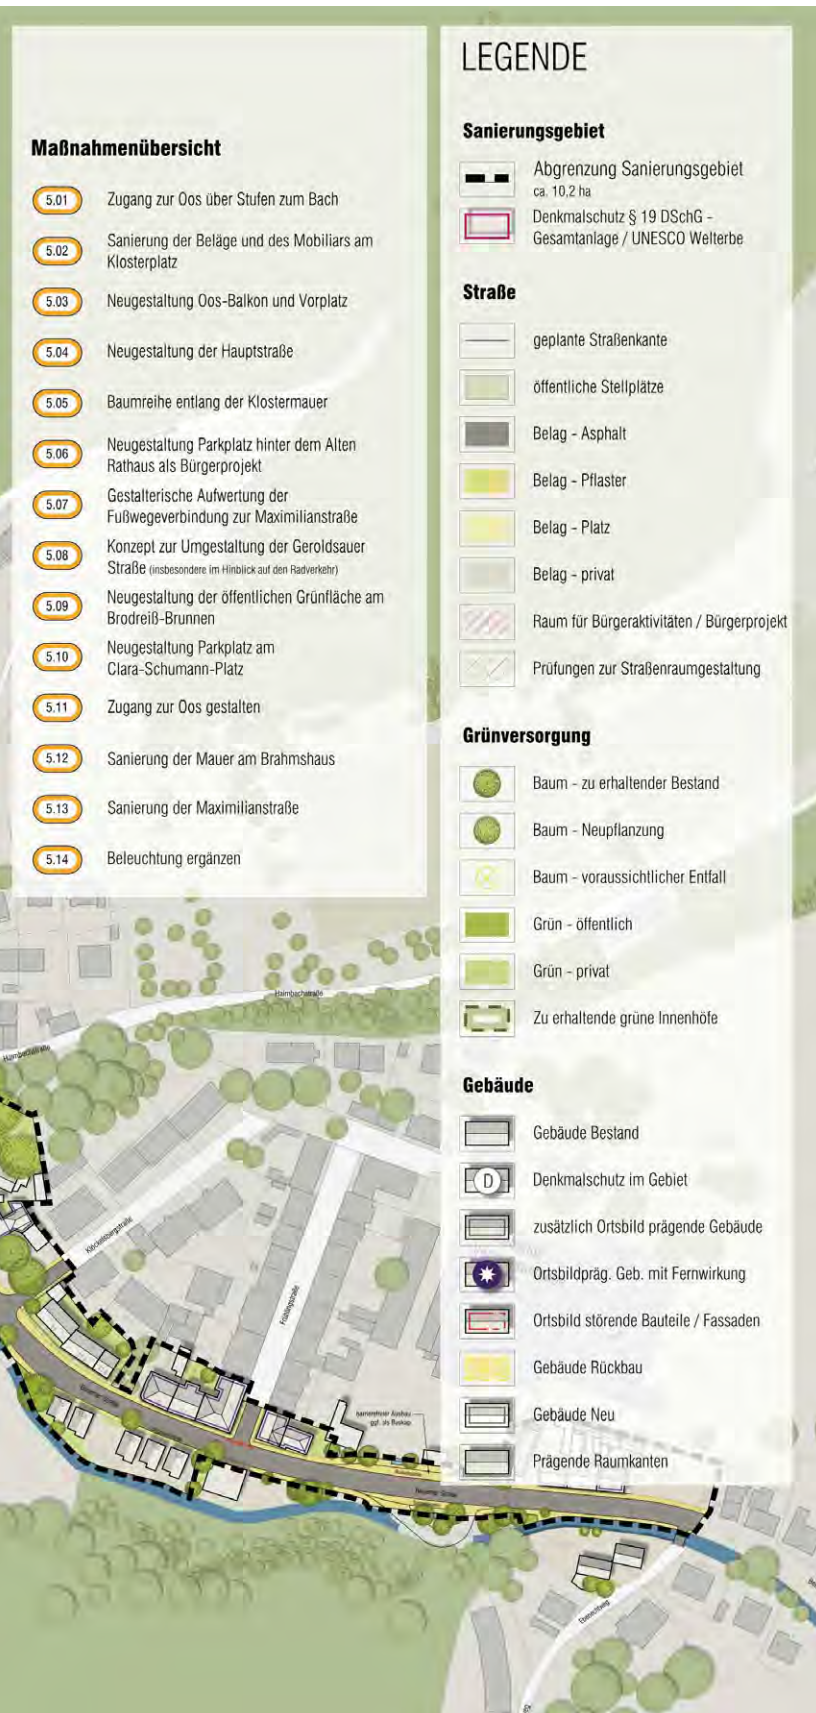 Maßnahmenübersicht
5.01 Zugang zur Oos über Stufen zum Bach
5.02 Sanierung der Beläge und des Mobiliars am
Klosterplatz
5.03 Neugestaltung Oos-Balkon und Vorplatz
5.04 Neugestaltung der Hauptstraße
5.05 Baumreihe entlang der Klostermauer
5.06 Neugestaltung Parkplatz hinter dem Alten
Rathaus als Bürgerprojekt
5.07 Gestalterische Aufwertung der
Fußwegeverbindung zur Maximilianstraße
5.08 Konzept zur Umgestaltung der Geroldsauer
Straße (insbesondere im Hinblick auf den Radverkehr)
5.09 Neugestaltung der öffentlichen Grünfläche am
Brodreiß-Brunnen
5.10 Neugestaltung Parkplatz am
Clara-Schumann-Platz
5.11 Zugang zur Oos gestalten
5.12 Sanierung der Mauer am Brahmshaus
5.13 Sanierung der Maximilianstraße
5.14 Beleuchtung ergänzen
LEGENDE
Sanierungsgebiet
Abgrenzung Sanierungsgebiet
ca. 10,2 ha
Denkmalschutz § 19 DSchG -
Gesamtanlage / UNESCO Welterbe
Straße
geplante Straßenkante
öffentliche Stellplätze
Belag - Asphalt
Belag - Pflaster
Belag - Platz
Belag - privat
Raum für Bürgeraktivitäten / Bürgerprojekt
Prüfungen zur Straßenraumgestaltung
Grünversorgung
Baum - zu erhaltender Bestand
Baum - Neupflanzung
Baum - voraussichtlicher Entfall
Grün - öffentlich
Grün - privat
Zu erhaltende grüne Innenhöfe
Gebäude
Gebäude Bestand
D Denkmalschutz im Gebiet
zusätzlich Ortsbild prägende Gebäude
Ortsbildpräg. Geb. mit Fernwirkung
Ortsbild störende Bauteile / Fassaden
Gebäude Rückbau
Gebäude Neu
Prägende Raumkanten
Haimbachstraße
Haimbachstraße
Frühlingstraße
barrierefreier Ausbau
ggf. als Buskap